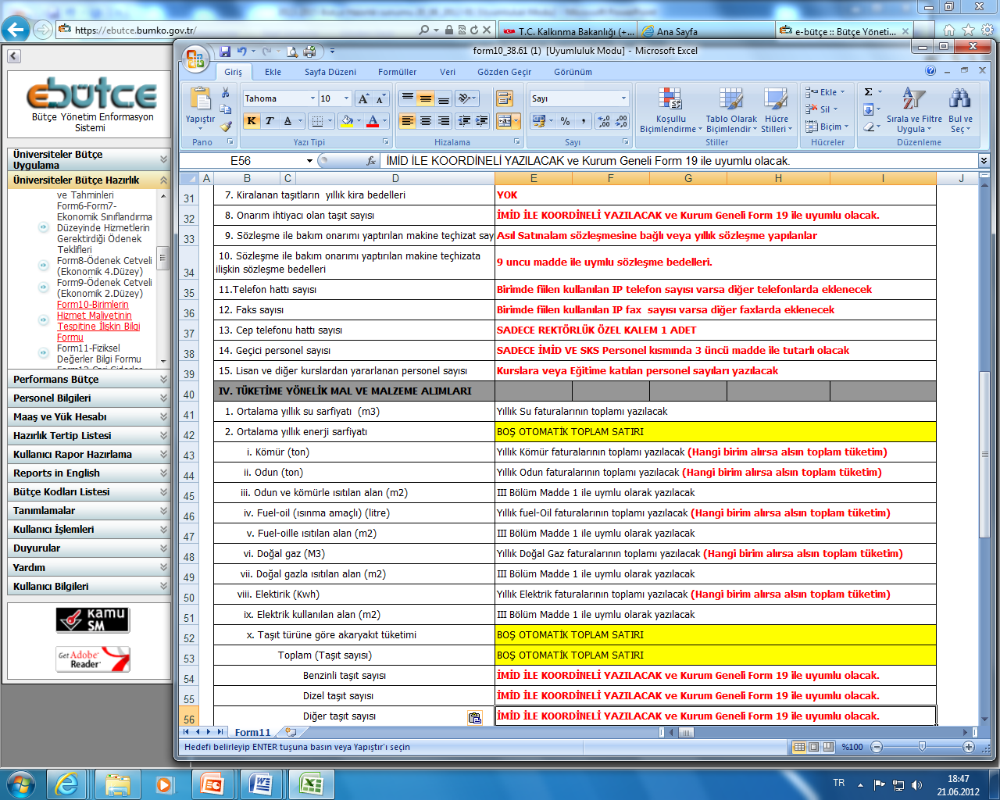 https://ebutce.bumko.gov.tr/
T.C. Kalkınma Bakanlığı (+...
Ana Sayfa
e-bütçe :: Bütçe Yöneti...
form10_38.61 (1) [Uyumluluk Modu] - Microsoft Excel
Giriş Ekle Sayfa Düzeni Formüller Veri Gözden Geçir Görünüm
Tahoma 10
Sayı
Yapıştır
K T A
Koşullu Biçimlendirme
Tablo Olarak Biçimlendir
Hücre Stilleri
Ekle
Sil
Biçim
Sırala ve Filtre Uygula
Bul ve Seç
Pano Yazı Tipi Hizalama Sayı Stiller Hücreler Düzenleme
E56 İMİD İLE KOORDİNELİ YAZILACAK ve Kurum Geneli Form 19 ile uyumlu olacak.
A B C D E F G H I J
ebütce
Bütçe Yönetim Enformasyon
Sistemi
Üniversiteler Bütçe
Uygulama
Üniversiteler Bütçe Hazırlık
ve Tahminleri
Form6-Form7-
Ekonomik Sınıflandırma
Düzeyinde Hizmetlerin
Gerektirdiği Ödenek
Teklifleri
Form8-Ödenek Cetveli
(Ekonomik 4.Düzey)
Form9-Ödenek Cetveli
(Ekonomik 2.Düzey)
Form10-Birimlerin
Hizmet Maliyetinin
Tespitine İlişkin Bilgi
Formu
Form11-Fiziksel
Değerler Bilgi Formu
Form12-Cari Giderler
Performans Bütçe
Personel Bilgileri
Maaş ve Yük Hesabı
Hazırlık Tertip Listesi
Kullanıcı Rapor Hazırlama
Reports in English
Bütçe Kodları Listesi
Tanımlamalar
Kullanıcı İşlemleri
Duyurular
Yardım
Kullanıcı Bilgileri
Kamu
SM
Get Adobe
Reader
31 7. Kiralanan taşıtların yıllık kira bedelleri YOK
32 8. Onarım ihtiyacı olan taşıt sayısı İMİD İLE KOORDİNELİ YAZILACAK ve Kurum Geneli Form 19 ile uyumlu olacak.
33 9. Sözleşme ile bakım onarımı yaptırılan makine teçhizat say Asıl Satınalam sözleşmesine bağlı veya yıllık sözleşme yapılanlar
34 10. Sözleşme ile bakım onarımı yaptırılan makine teçhizata
ilişkin sözleşme bedelleri 9 uncu madde ile uymlu sözleşme bedelleri.
35 11.Telefon hattı sayısı Birimde fiilen kullanılan IP telefon sayısı varsa diğer telefonlarda eklenecek
36 12. Faks sayısı Birimde fiilen kullanılan IP fax sayısı varsa diğer faxlarda eklenecek
37 13. Cep telefonu hattı sayısı SADECE REKTÖRLÜK ÖZEL KALEM 1 ADET
38 14. Geçici personel sayısı SADECE İMİD VE SKS Personel kısmında 3 üncü madde ile tutarlı olacak
39 15. Lisan ve diğer kurslardan yararlanan personel sayısı Kurslara veya Eğitime katılan personel sayıları yazılacak
40 IV. TÜKETİME YÖNELİK MAL VE MALZEME ALIMLARI
41 1. Ortalama yıllık su sarfiyatı (m3) Yıllık Su faturalarının toplamı yazılacak
42 2. Ortalama yıllık enerji sarfiyatı BOŞ OTOMATİK TOPLAM SATIRI
43 i. Kömür (ton) Yıllık Kömür faturalarının toplamı yazılacak (Hangi birim alırsa alsın toplam tüketim)
44 ii. Odun (ton) Yıllık Odun faturalarının toplamı yazılacak (Hangi birim alırsa alsın toplam tüketim)
45 iii. Odun ve kömürle ısıtılan alan (m2) III Bölüm Madde 1 ile uymlu olarak yazılacak
46 iv. Fuel-oil (ısınma amaçlı) (litre) Yıllık fuel-Oil faturalarının toplamı yazılacak (Hangi birim alırsa alsın toplam tüketim)
47 v. Fuel-oille ısıtılan alan (m2) III Bölüm Madde 1 ile uymlu olarak yazılacak
48 vi. Doğal gaz (M3) Yıllık Doğal Gaz faturalarının toplamı yazılacak (Hangi birim alırsa alsın toplam tüketim)
49 vii. Doğal gazla ısıtılan alan (m2) III Bölüm Madde 1 ile uymlu olarak yazılacak
50 viii. Elektirik (Kwh) Yıllık Elektrik faturalarının toplamı yazılacak (Hangi birim alırsa alsın toplam tüketim)
51 ix. Elektrik kullanılan alan (m2) III Bölüm Madde 1 ile uymlu olarak yazılacak
52 x. Taşıt türüne göre akaryakıt tüketimi BOŞ OTOMATİK TOPLAM SATIRI
53 Toplam (Taşıt sayısı) BOŞ OTOMATİK TOPLAM SATIRI
54 Benzinli taşıt sayısı İMİD İLE KOORDİNELİ YAZILACAK ve Kurum Geneli Form 19 ile uyumlu olacak.
55 Dizel taşıt sayısı İMİD İLE KOORDİNELİ YAZILACAK ve Kurum Geneli Form 19 ile uyumlu olacak.
56 Diğer taşıt sayısı İMİD İLE KOORDİNELİ YAZILACAK ve Kurum Geneli Form 19 ile uyumlu olacak.
Form11
Hedefi belirleyip ENTER tuşuna basın veya Yapıştır'ı seçin
%100
TR
18:47
21.06.2012